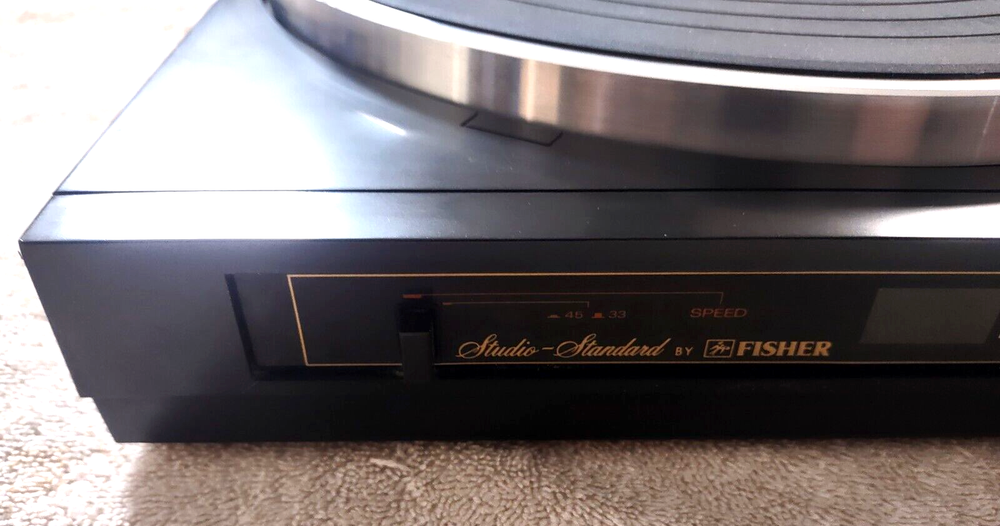 45 33 SPEED
Studio-Standard BY FISHER